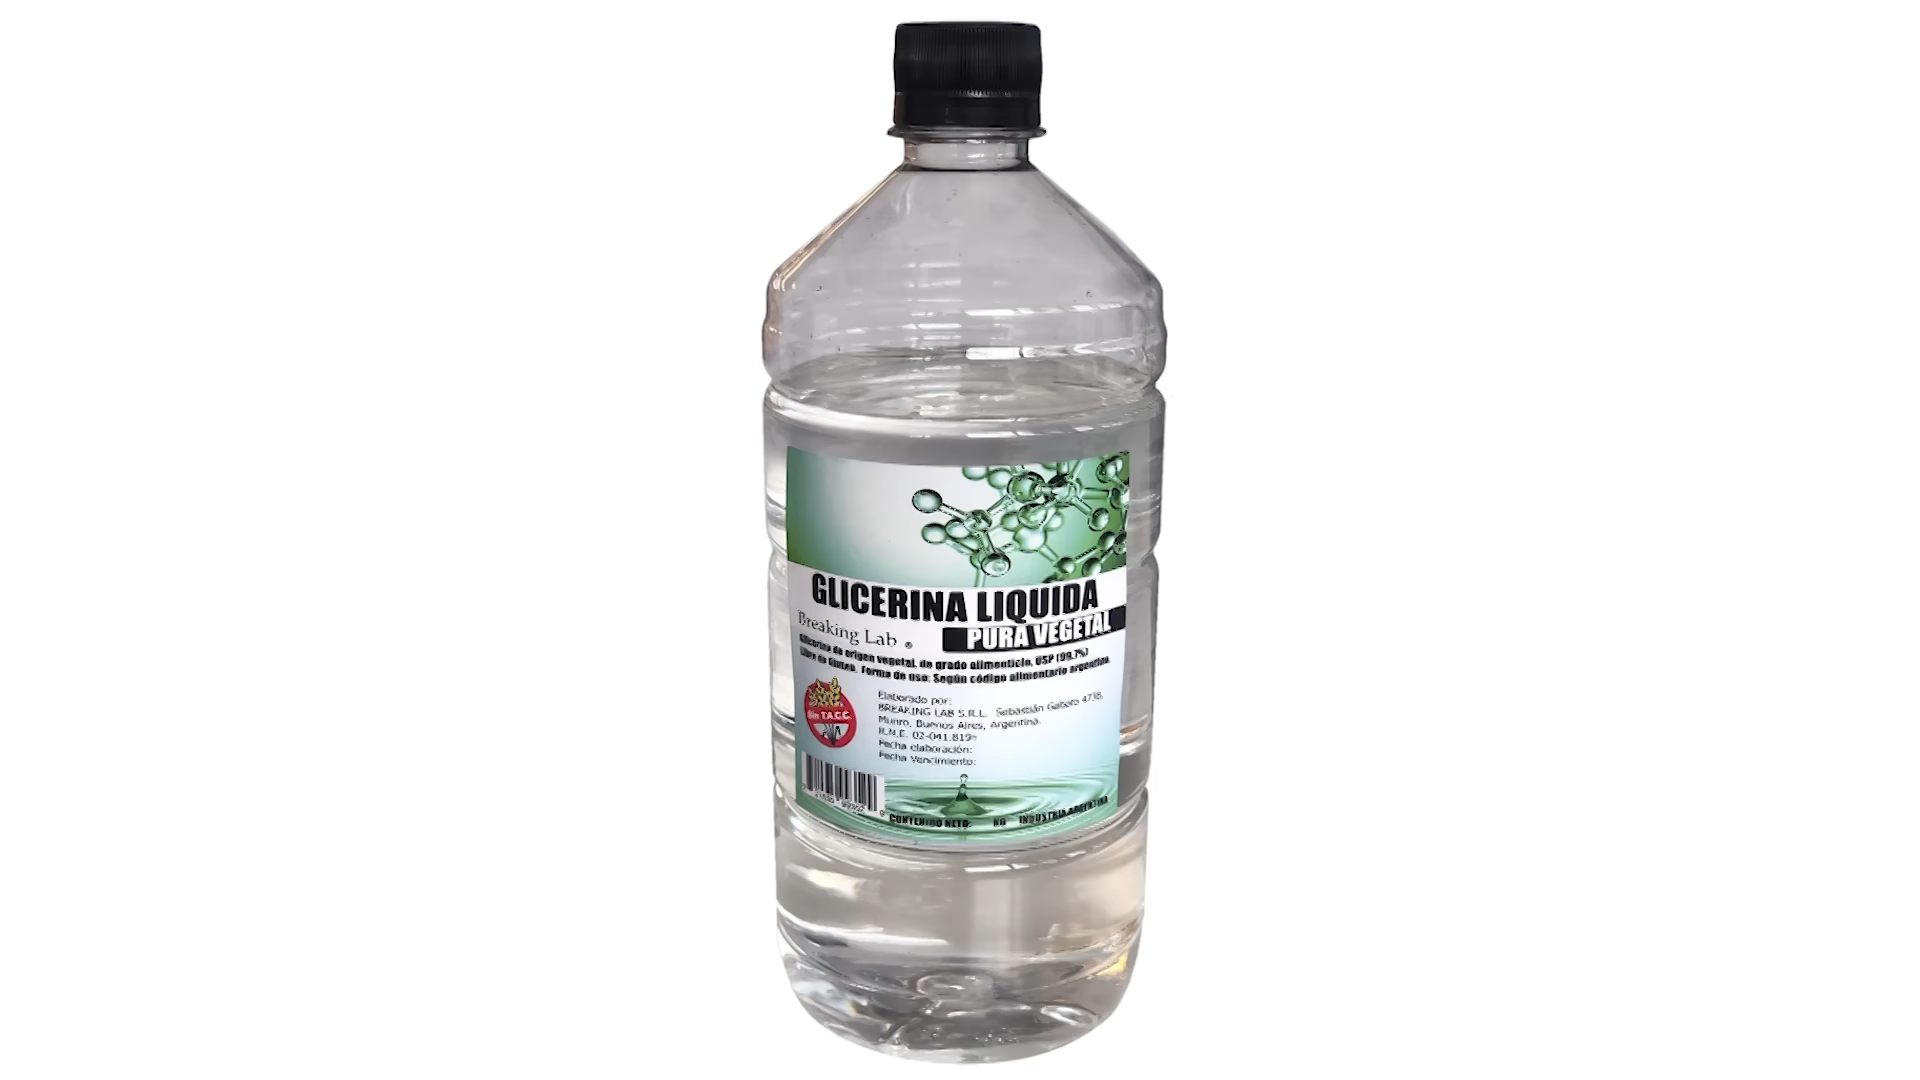 GLICERINA LIQUIDA
PURA VEGETAL
Breaking Lab ®
Glicerina de origen vegetal, de grado alimenticio, USP (99,7%)
Libre de Gluten. Forma de uso: Según código alimentario argentino.
Sin T.A.C.C.
Elaborado por:
BREAKING LAB S.R.L. Sebastián Gaboto 4738,
Munro, Buenos Aires, Argentina.
R.N.E. 02-041.819
Fecha elaboración:
Fecha Vencimiento:
CONTENIDO NETO: KG INDUSTRIA ARGENTINA